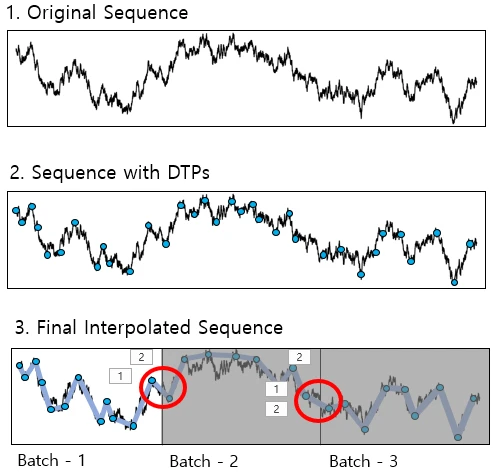 1. Original Sequence
2. Sequence with DTPs
3. Final Interpolated Sequence
2
2
1
1
2
Batch - 1
Batch - 2
Batch - 3